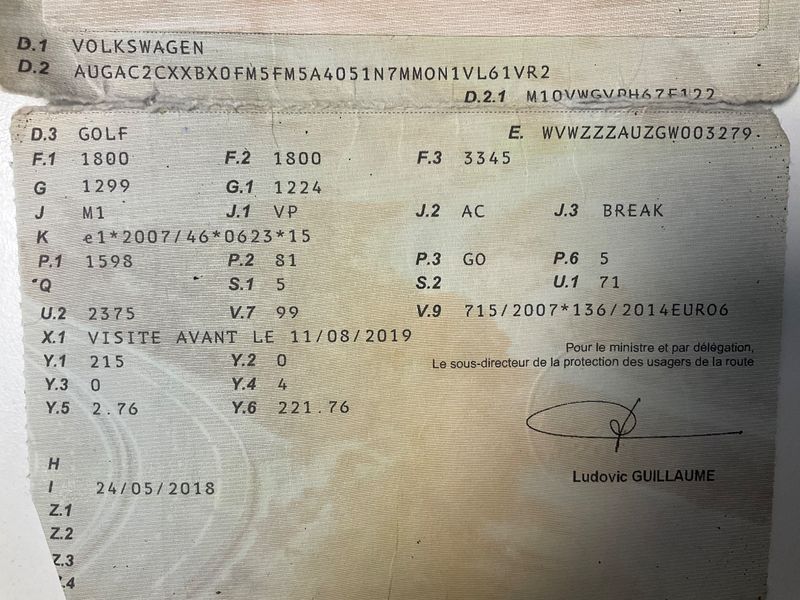 D.1 VOLKSWAGEN
D.2 AUGAC2CXXBX0FM5FM5A4051N7MMON1VL61VR2
D.2.1
D.3 GOLF E. WVWZZZAUZGW003279
F.1 1800 F.2 1800 F.3 3345
G 1299 G.1 1224
J M1 J.1 VP J.2 AC J.3 BREAK
K e1*2007/46*0623*15
P.1 1598 P.2 81 P.3 GO P.6 5
Q S.1 5 S.2 U.1 71
U.2 2375 V.7 99 V.9 715/2007*136/2014EURO6
X.1 VISITE AVANT LE 11/08/2019
Pour le ministre et par délégation,
Y.1 215 Y.2 0 Le sous-directeur de la protection des usagers de la route
Y.3 0 Y.4 4
Y.5 2.76 Y.6 221.76
H
Ludovic GUILLAUME
I 24/05/2018
Z.1
Z.2
Z.3